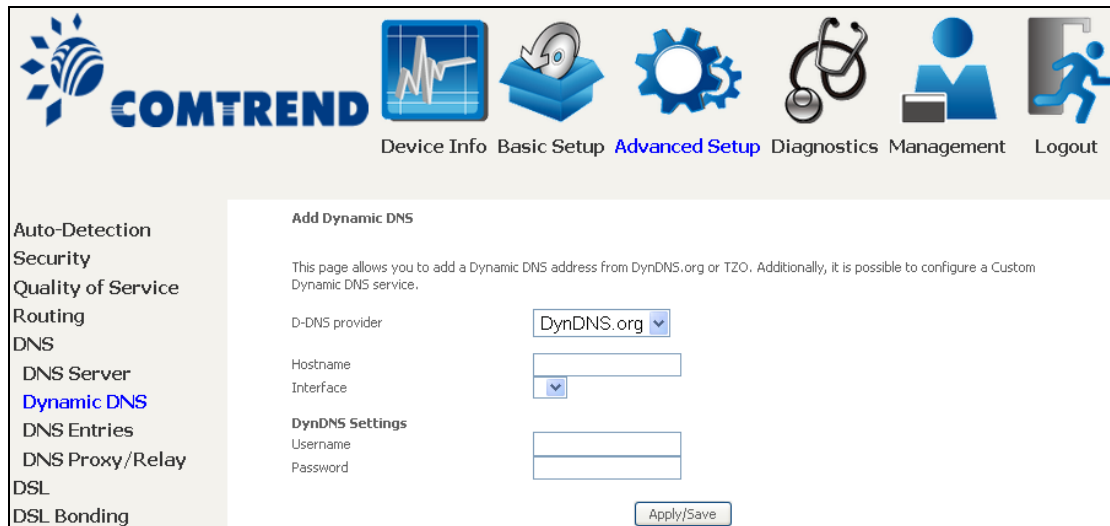 COMTREND
Device Info Basic Setup Advanced Setup Diagnostics Management Logout
Auto-Detection
Security
Quality of Service
Routing
DNS
DNS Server
Dynamic DNS
DNS Entries
DNS Proxy/Relay
DSL
DSL Bonding
Add Dynamic DNS
This page allows you to add a Dynamic DNS address from DynDNS.org or TZO. Additionally, it is possible to configure a Custom
Dynamic DNS service.
D-DNS provider DynDNS.org
Hostname
Interface
DynDNS Settings
Username
Password
Apply/Save